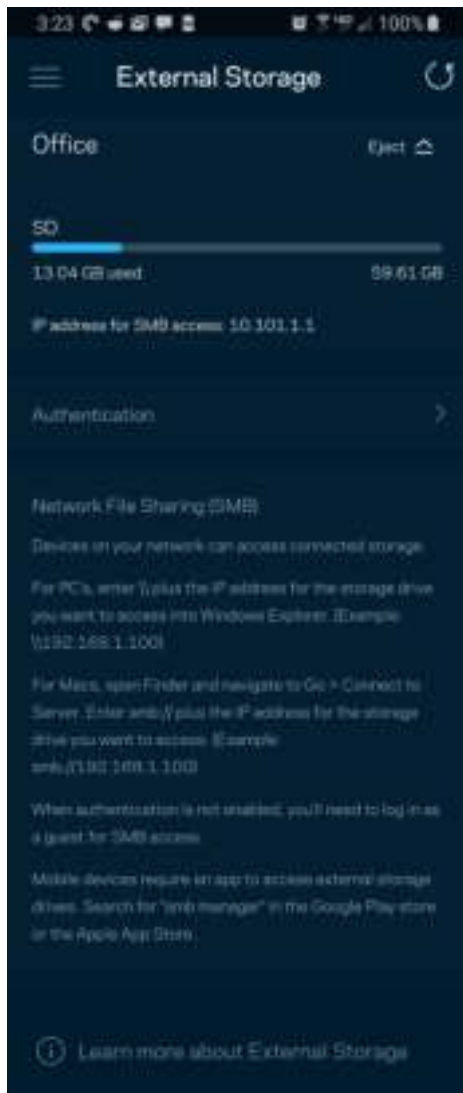 3:23 100%
External Storage
Office Eject
SD
13.04 GB used 59.61 GB
IP address for SMB access: 10.101.1.1
Authentication
Network File Sharing (SMB)
Devices on your network can access connected storage.
For PC's, enter \\ plus the IP address for the storage drive
you want to access into Windows Explorer. (Example:
\\192.168.1.100)
For Macs, open Finder and navigate to Go > Connect to
Server. Enter smb:// plus the IP address for the storage
drive you want to access. (Example:
smb://192.168.1.100)
When authentication is not enabled, you'll need to log in as
a guest for SMB access.
Mobile devices require an app to access external storage
drives. Search for "smb manager" in the Google Play store
or the Apple App Store.
Learn more about External Storage